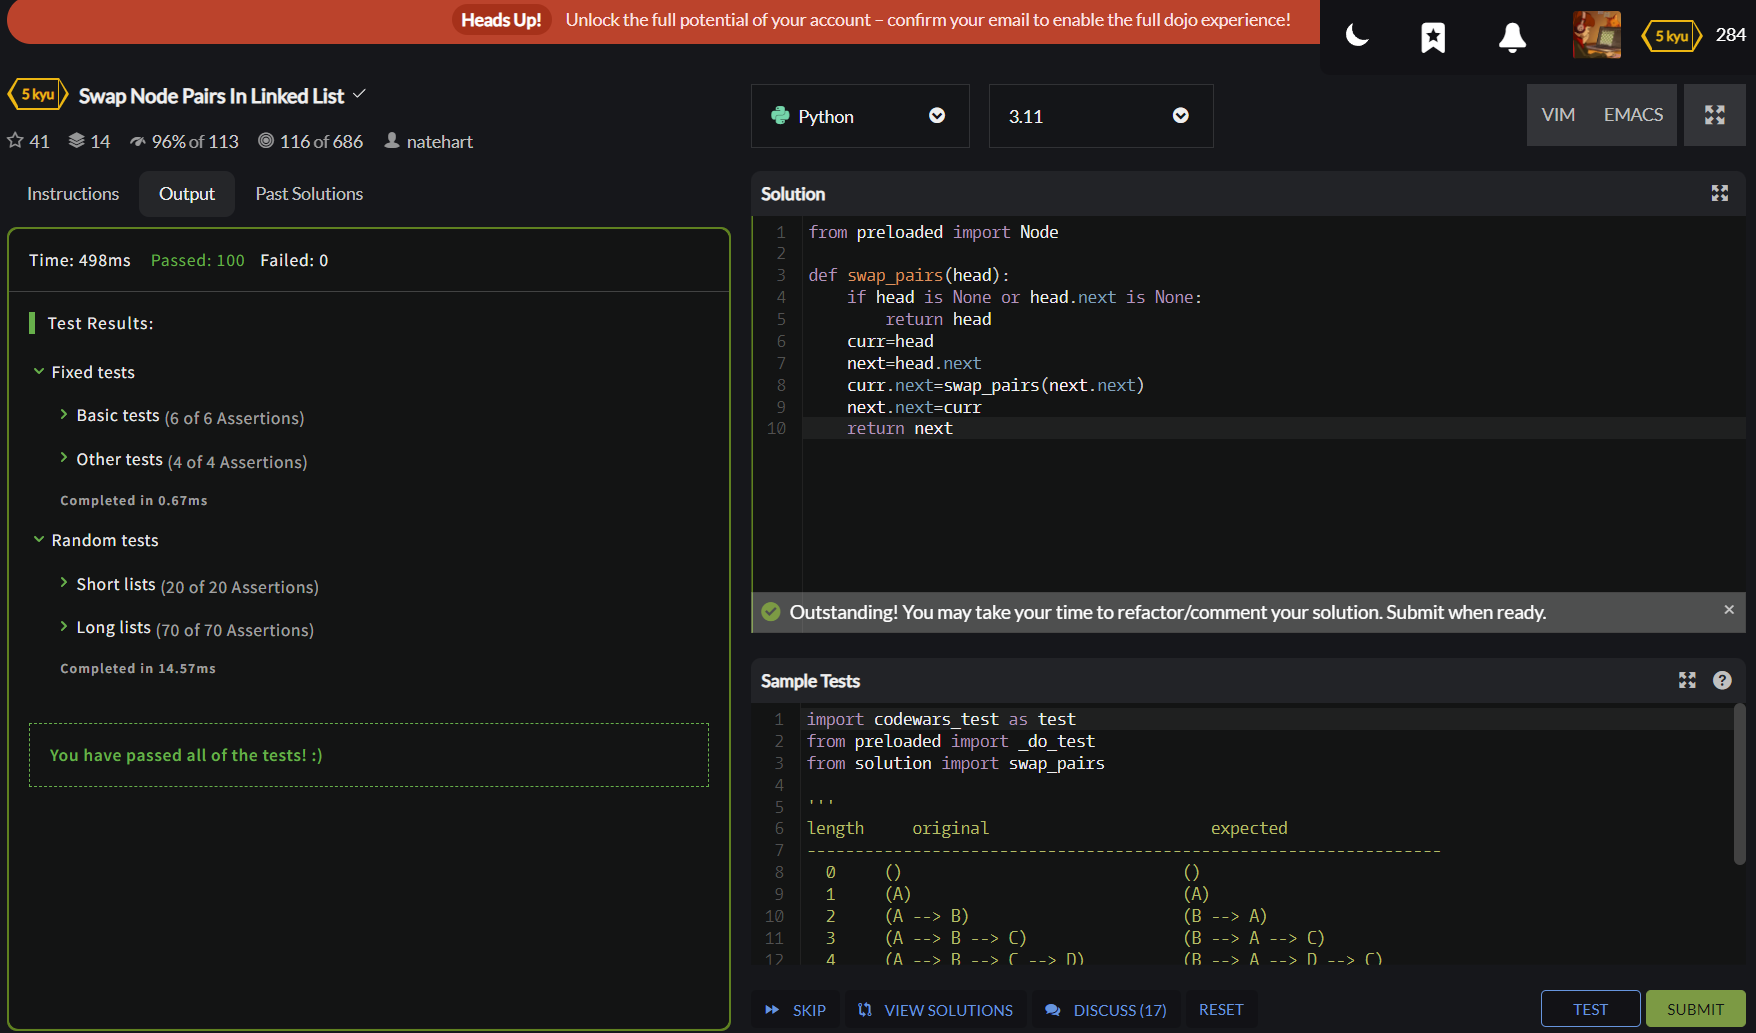 Heads Up! Unlock the full potential of your account – confirm your email to enable the full dojo experience!
5 kyu 284
5 kyu Swap Node Pairs In Linked List
41 14 96% of 113 116 of 686 natehart
Instructions Output Past Solutions
Time: 498ms Passed: 100 Failed: 0
Test Results:
Fixed tests
Basic tests (6 of 6 Assertions)
Other tests (4 of 4 Assertions)
Completed in 0.67ms
Random tests
Short lists (20 of 20 Assertions)
Long lists (70 of 70 Assertions)
Completed in 14.57ms
You have passed all of the tests! :)
Python 3.11 VIM EMACS
Solution
1 from preloaded import Node
2
3 def swap_pairs(head):
4     if head is None or head.next is None:
5         return head
6     curr=head
7     next=head.next
8     curr.next=swap_pairs(next.next)
9     next.next=curr
10     return next
Outstanding! You may take your time to refactor/comment your solution. Submit when ready. ×
Sample Tests ?
1 import codewars_test as test
2 from preloaded import _do_test
3 from solution import swap_pairs
4
5 '''
6 length     original                       expected
7 ------------------------------------------------------------------
8   0     ()                              ()
9   1     (A)                             (A)
10   2     (A --> B)                       (B --> A)
11   3     (A --> B --> C)                 (B --> A --> C)
12   4     (A --> B --> C --> D)           (B --> A --> D --> C)
SKIP VIEW SOLUTIONS DISCUSS (17) RESET TEST SUBMIT